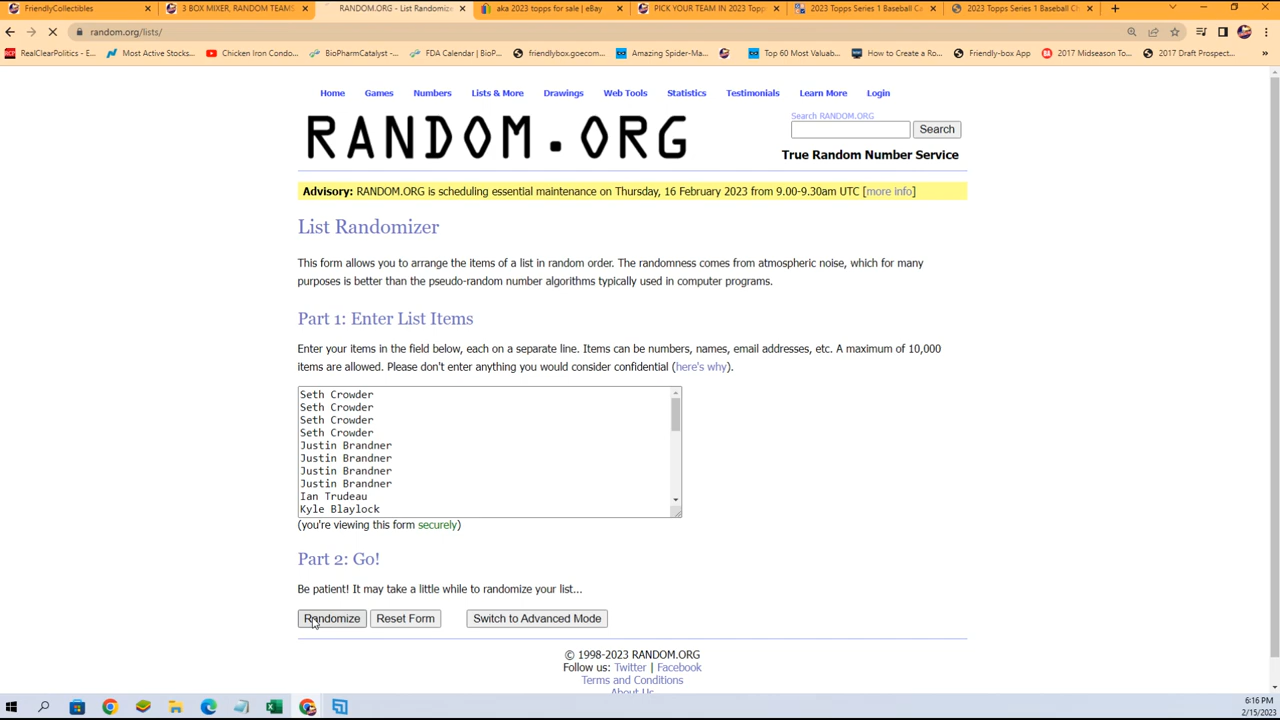 FriendlyCollectibles
3 BOX MIXER, RANDOM TEAMS
RANDOM.ORG - List Randomizer
aka 2023 topps for sale | eBay
PICK YOUR TEAM IN 2023 Topp
2023 Topps Series 1 Baseball C
2023 Topps Series 1 Baseball Ch
random.org/lists/
RealClearPolitics - E...
Most Active Stocks...
Chicken Iron Condo...
BioPharmCatalyst -...
FDA Calendar | BioP...
friendlybox.goecom...
Amazing Spider-Ma...
Top 60 Most Valuab...
How to Create a Ro...
Friendly-box App
2017 Midseason To...
2017 Draft Prospect...
»
Home Games Numbers Lists & More Drawings Web Tools Statistics Testimonials Learn More Login
RANDOM.ORG
Search RANDOM.ORG
Search
True Random Number Service
Advisory: RANDOM.ORG is scheduling essential maintenance on Thursday, 16 February 2023 from 9.00-9.30am UTC [more info]
List Randomizer
This form allows you to arrange the items of a list in random order. The randomness comes from atmospheric noise, which for many
purposes is better than the pseudo-random number algorithms typically used in computer programs.
Part 1: Enter List Items
Enter your items in the field below, each on a separate line. Items can be numbers, names, email addresses, etc. A maximum of 10,000
items are allowed. Please don't enter anything you would consider confidential (here's why).
Seth Crowder
Seth Crowder
Seth Crowder
Seth Crowder
Justin Brandner
Justin Brandner
Justin Brandner
Justin Brandner
Ian Trudeau
Kyle Blaylock
(you're viewing this form securely)
Part 2: Go!
Be patient! It may take a little while to randomize your list...
Randomize Reset Form Switch to Advanced Mode
© 1998-2023 RANDOM.ORG
Follow us: Twitter | Facebook
Terms and Conditions
About Us
6:16 PM
2/15/2023